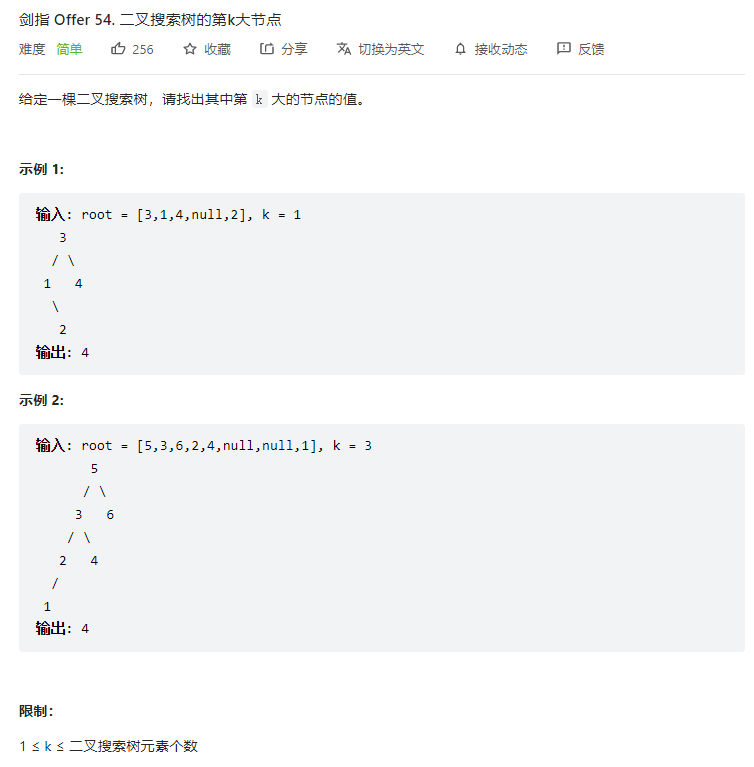 剑指 Offer 54. 二叉搜索树的第k大节点
难度 简单 256 收藏 分享 切换为英文 接收动态 反馈
给定一棵二叉搜索树，请找出其中第 k 大的节点的值。
示例 1:
输入: root = [3,1,4,null,2], k = 1
   3
  / \
 1   4
  \
   2
输出: 4
示例 2:
输入: root = [5,3,6,2,4,null,null,1], k = 3
       5
      / \
     3   6
    / \
   2   4
  /
 1
输出: 4
限制：
1 ≤ k ≤ 二叉搜索树元素个数